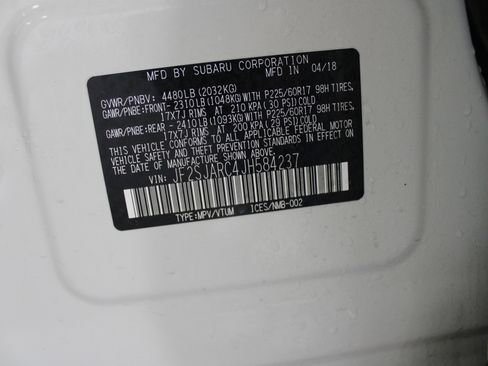 MFD BY SUBARU CORPORATION
MFD IN 04/18
GVWR/PNBV: 4480LB(2032KG)
GAWR/PNBE:FRONT-2310LB(1048KG)WITH P225/60R17 98H TIRES,
17X7J RIMS AT 210 KPA(30 PSI)COLD
GAWR/PNBE:REAR -2410LB(1093KG)WITH P225/60R17 98H TIRES,
17X7J RIMS AT 200 KPA(29 PSI)COLD
THIS VEHICLE CONFORMS TO ALL APPLICABLE FEDERAL MOTOR
VEHICLE SAFETY, BUMPER, AND THEFT PREVENTION
STANDARDS IN EFFECT ON THE DATE OF MANUFACTURE
SHOWN ABOVE.
VIN: JF2SJARC4JH584237
TYPE:MPV/VTUM ICES/NMB-002